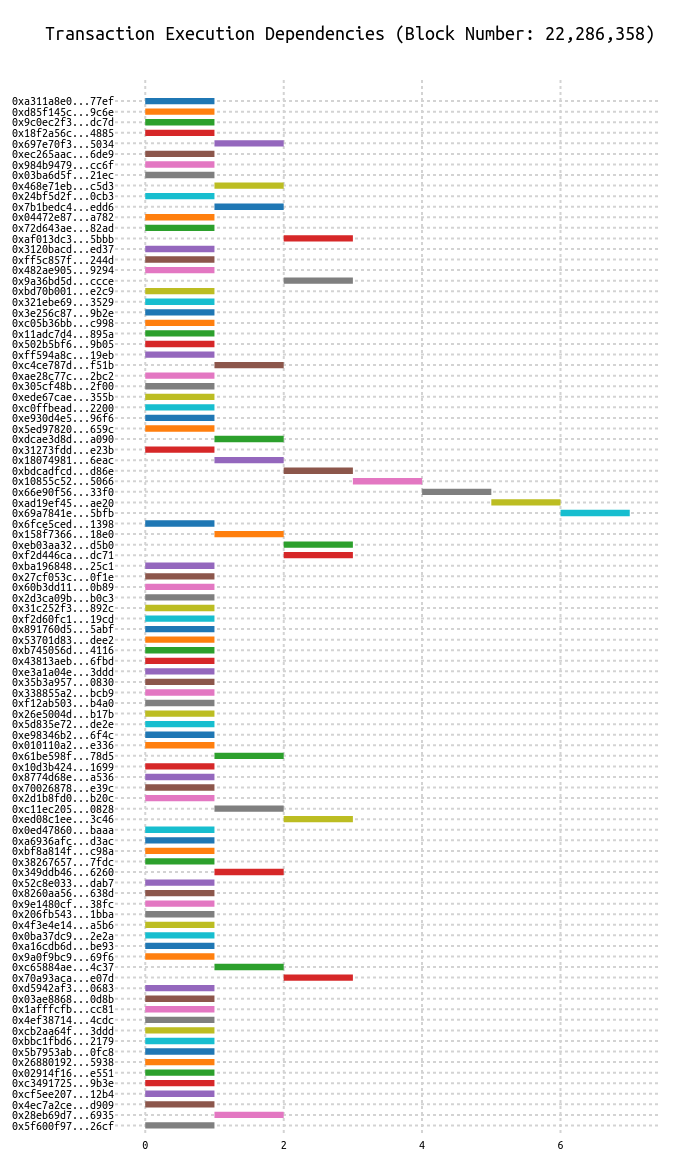 Transaction Execution Dependencies (Block Number: 22,286,358)
0xa311a8e0...77ef
0xd85f145c...9c6e
0x9c0ec2f3...dc7d
0x18f2a56c...4885
0x697e70f3...5034
0xec265aac...6de9
0x984b9479...cc6f
0x03ba6d5f...21ec
0x468e71eb...c5d3
0x24bf5d2f...0cb3
0x7b1bedc4...edd6
0x04472e87...a782
0x72d643ae...82ad
0xaf013dc3...5bbb
0x3120bacd...ed37
0xff5c857f...244d
0x482ae905...9294
0x9a36bd5d...ccce
0xbd70b001...e2c9
0x321ebe69...3529
0x3e256c87...9b2e
0xc05b36bb...c998
0x11adc7d4...895a
0x502b5bf6...9b05
0xff594a8c...19eb
0xc4ce787d...f51b
0xae28c77c...2bc2
0x305cf48b...2f00
0xede67cae...355b
0xc0ffbead...2200
0xe930d4e5...96f6
0x5ed97820...659c
0xdcae3d8d...a090
0x31273fdd...e23b
0x18074981...6eac
0xbdcadfcd...d86e
0x10855c52...5066
0x66e90f56...33f0
0xad19ef45...ae20
0x69a7841e...5bfb
0x6fce5ced...1398
0x158f7366...18e0
0xeb03aa32...d5b0
0xf2d446ca...dc71
0xba196848...25c1
0x27cf053c...0f1e
0x60b3dd11...0b89
0x2d3ca09b...b0c3
0x31c252f3...892c
0xf2d60fc1...19cd
0x891760d5...5abf
0x53701d83...dee2
0xb745056d...4116
0x43813aeb...6fbd
0xe3a1a04e...3ddd
0x35b3a957...0830
0x338855a2...bcb9
0xf12ab503...b4a0
0x26e5004d...b17b
0x5d835e72...de2e
0xe98346b2...6f4c
0x010110a2...e336
0x61be598f...78d5
0x10d3b424...1699
0x8774d68e...a536
0x70026878...e39c
0x2d1b8fd0...b20c
0xc11ec205...0828
0xed08c1ee...3c46
0x0ed47860...baaa
0xa6936afc...d3ac
0xbf8a814f...c98a
0x38267657...7fdc
0x349ddb46...6260
0x52c8e033...dab7
0x8260aa56...638d
0x9e1480cf...38fc
0x206fb543...1bba
0x4f3e4e14...a5b6
0x0ba37dc9...2e2a
0xa16cdb6d...be93
0x9a0f9bc9...69f6
0xc65884ae...4c37
0x70a93aca...e07d
0xd5942af3...0683
0x03ae8868...0d8b
0x1afffcfb...cc81
0x4ef38714...4cdc
0xcb2aa64f...3ddd
0xbbc1fbd6...2179
0x5b7953ab...0fc8
0x26880192...5938
0x02914f16...e551
0xc3491725...9b3e
0xcf5ee207...12b4
0x4ec7a2ce...d909
0x28eb69d7...6935
0x5f600f97...26cf
0 2 4 6